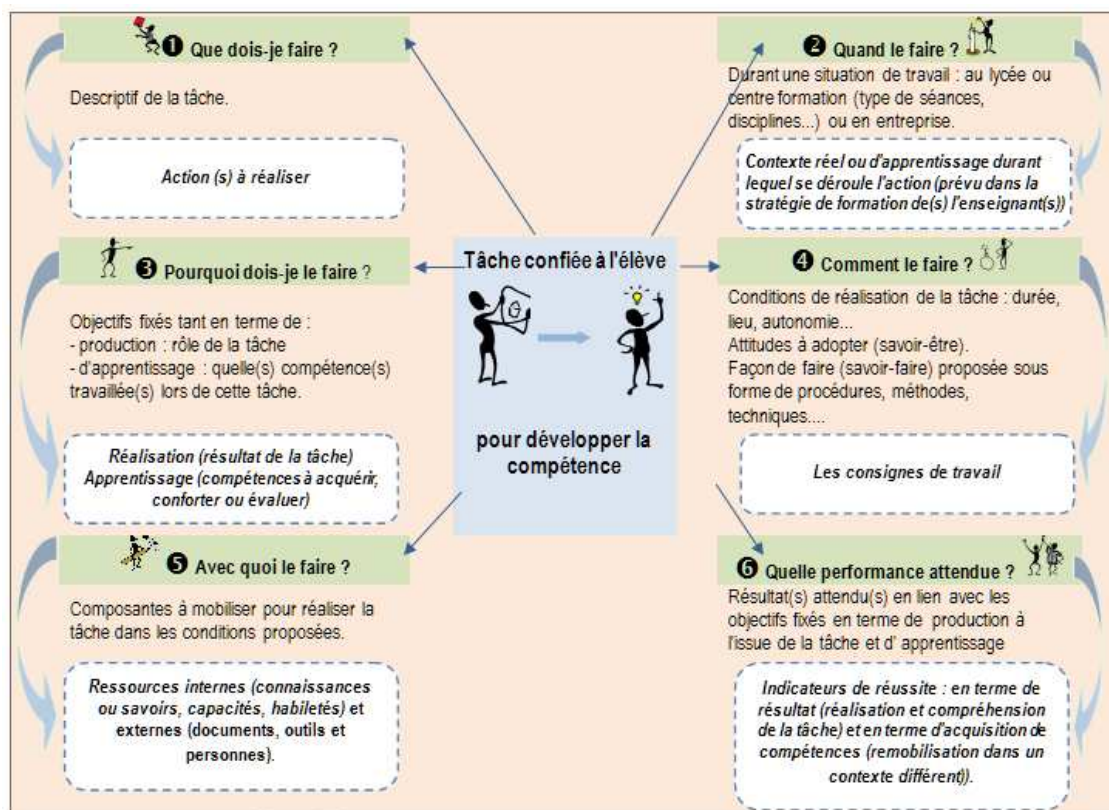 ❶ Que dois-je faire ?
Descriptif de la tâche.
Action (s) à réaliser
❷ Quand le faire ?
Durant une situation de travail : au lycée ou
centre formation (type de séances,
disciplines...) ou en entreprise.
Contexte réel ou d'apprentissage durant
lequel se déroule l'action (prévu dans la
stratégie de formation de(s) l'enseignant(s))
❸ Pourquoi dois-je le faire ?
Objectifs fixés tant en terme de :
- production : rôle de la tâche
- d'apprentissage : quelle(s) compétence(s)
travaillée(s) lors de cette tâche.
Réalisation (résultat de la tâche)
Apprentissage (compétences à acquérir,
conforter ou évaluer)
Tâche confiée à l'élève
pour développer la
compétence
❹ Comment le faire ?
Conditions de réalisation de la tâche : durée,
lieu, autonomie...
Attitudes à adopter (savoir-être).
Façon de faire (savoir-faire) proposée sous
forme de procédures, méthodes,
techniques....
Les consignes de travail
❺ Avec quoi le faire ?
Composantes à mobiliser pour réaliser la
tâche dans les conditions proposées.
Ressources internes (connaissances
ou savoirs, capacités, habiletés) et
externes (documents, outils et
personnes).
❻ Quelle performance attendue ?
Résultat(s) attendu(s) en lien avec les
objectifs fixés en terme de production à
l'issue de la tâche et d' apprentissage
Indicateurs de réussite : en terme de
résultat (réalisation et compréhension
de la tâche) et en terme d'acquisition de
compétences (remobilisation dans un
contexte différent)).